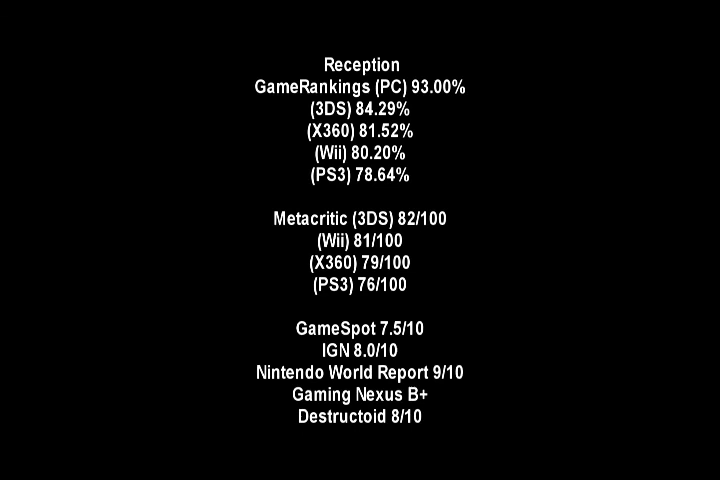 Reception
GameRankings (PC) 93.00%
(3DS) 84.29%
(X360) 81.52%
(Wii) 80.20%
(PS3) 78.64%
Metacritic (3DS) 82/100
(Wii) 81/100
(X360) 79/100
(PS3) 76/100
GameSpot 7.5/10
IGN 8.0/10
Nintendo World Report 9/10
Gaming Nexus B+
Destructoid 8/10